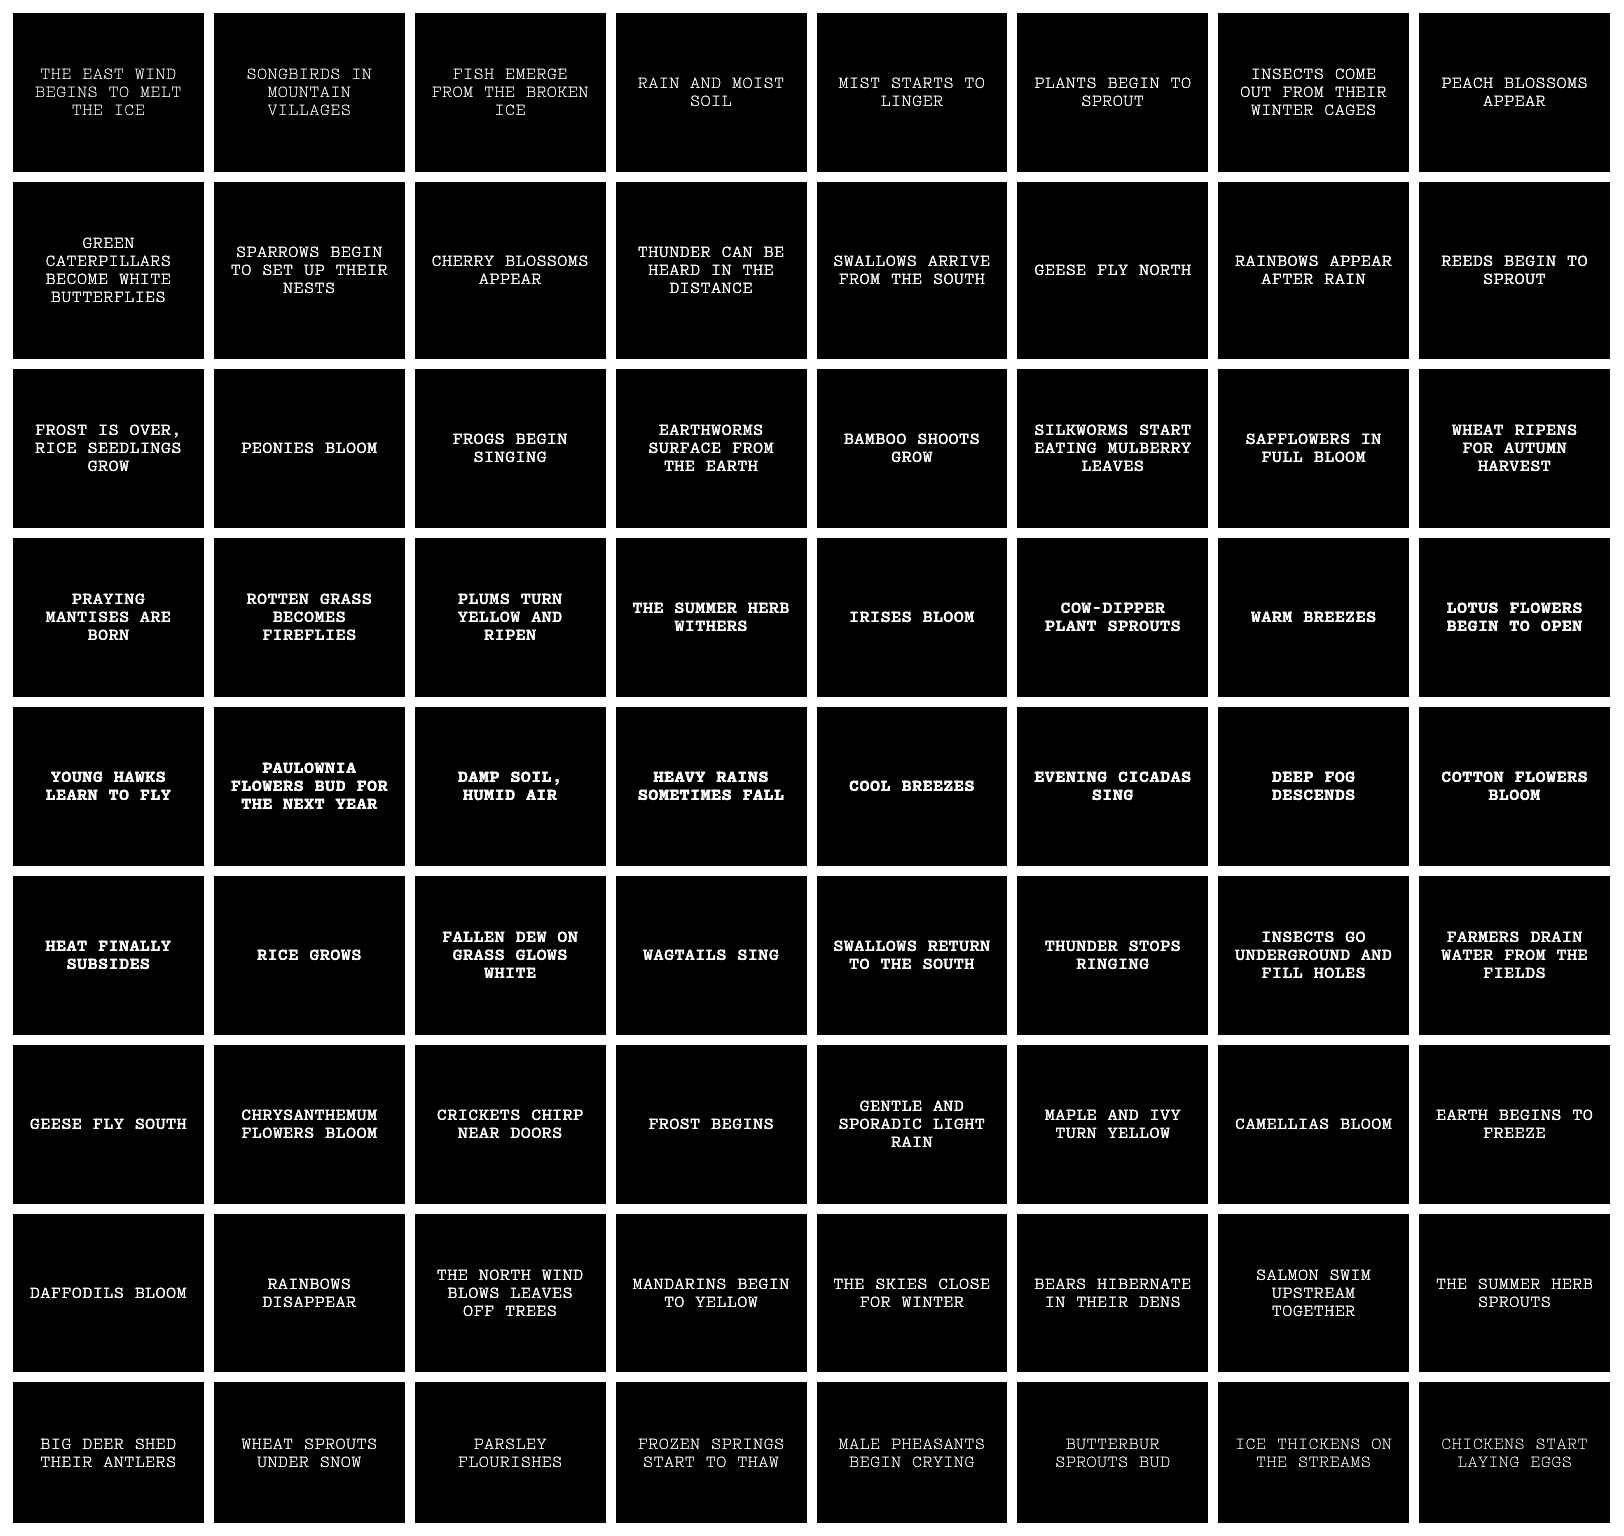 THE EAST WIND
BEGINS TO MELT
THE ICE
SONGBIRDS IN
MOUNTAIN
VILLAGES
FISH EMERGE
FROM THE BROKEN
ICE
RAIN AND MOIST
SOIL
MIST STARTS TO
LINGER
PLANTS BEGIN TO
SPROUT
INSECTS COME
OUT FROM THEIR
WINTER CAGES
PEACH BLOSSOMS
APPEAR
GREEN
CATERPILLARS
BECOME WHITE
BUTTERFLIES
SPARROWS BEGIN
TO SET UP THEIR
NESTS
CHERRY BLOSSOMS
APPEAR
THUNDER CAN BE
HEARD IN THE
DISTANCE
SWALLOWS ARRIVE
FROM THE SOUTH
GEESE FLY NORTH
RAINBOWS APPEAR
AFTER RAIN
REEDS BEGIN TO
SPROUT
FROST IS OVER,
RICE SEEDLINGS
GROW
PEONIES BLOOM
FROGS BEGIN
SINGING
EARTHWORMS
SURFACE FROM
THE EARTH
BAMBOO SHOOTS
GROW
SILKWORMS START
EATING MULBERRY
LEAVES
SAFFLOWERS IN
FULL BLOOM
WHEAT RIPENS
FOR AUTUMN
HARVEST
PRAYING
MANTISES ARE
BORN
ROTTEN GRASS
BECOMES
FIREFLIES
PLUMS TURN
YELLOW AND
RIPEN
THE SUMMER HERB
WITHERS
IRISES BLOOM
COW-DIPPER
PLANT SPROUTS
WARM BREEZES
LOTUS FLOWERS
BEGIN TO OPEN
YOUNG HAWKS
LEARN TO FLY
PAULOWNIA
FLOWERS BUD FOR
THE NEXT YEAR
DAMP SOIL,
HUMID AIR
HEAVY RAINS
SOMETIMES FALL
COOL BREEZES
EVENING CICADAS
SING
DEEP FOG
DESCENDS
COTTON FLOWERS
BLOOM
HEAT FINALLY
SUBSIDES
RICE GROWS
FALLEN DEW ON
GRASS GLOWS
WHITE
WAGTAILS SING
SWALLOWS RETURN
TO THE SOUTH
THUNDER STOPS
RINGING
INSECTS GO
UNDERGROUND AND
FILL HOLES
FARMERS DRAIN
WATER FROM THE
FIELDS
GEESE FLY SOUTH
CHRYSANTHEMUM
FLOWERS BLOOM
CRICKETS CHIRP
NEAR DOORS
FROST BEGINS
GENTLE AND
SPORADIC LIGHT
RAIN
MAPLE AND IVY
TURN YELLOW
CAMELLIAS BLOOM
EARTH BEGINS TO
FREEZE
DAFFODILS BLOOM
RAINBOWS
DISAPPEAR
THE NORTH WIND
BLOWS LEAVES
OFF TREES
MANDARINS BEGIN
TO YELLOW
THE SKIES CLOSE
FOR WINTER
BEARS HIBERNATE
IN THEIR DENS
SALMON SWIM
UPSTREAM
TOGETHER
THE SUMMER HERB
SPROUTS
BIG DEER SHED
THEIR ANTLERS
WHEAT SPROUTS
UNDER SNOW
PARSLEY
FLOURISHES
FROZEN SPRINGS
START TO THAW
MALE PHEASANTS
BEGIN CRYING
BUTTERBUR
SPROUTS BUD
ICE THICKENS ON
THE STREAMS
CHICKENS START
LAYING EGGS